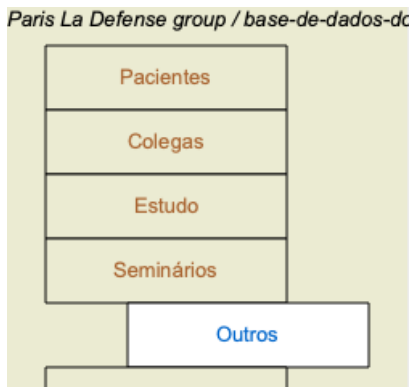 Paris La Defense group / base-de-dados-do
Pacientes
Colegas
Estudo
Seminários
Outros